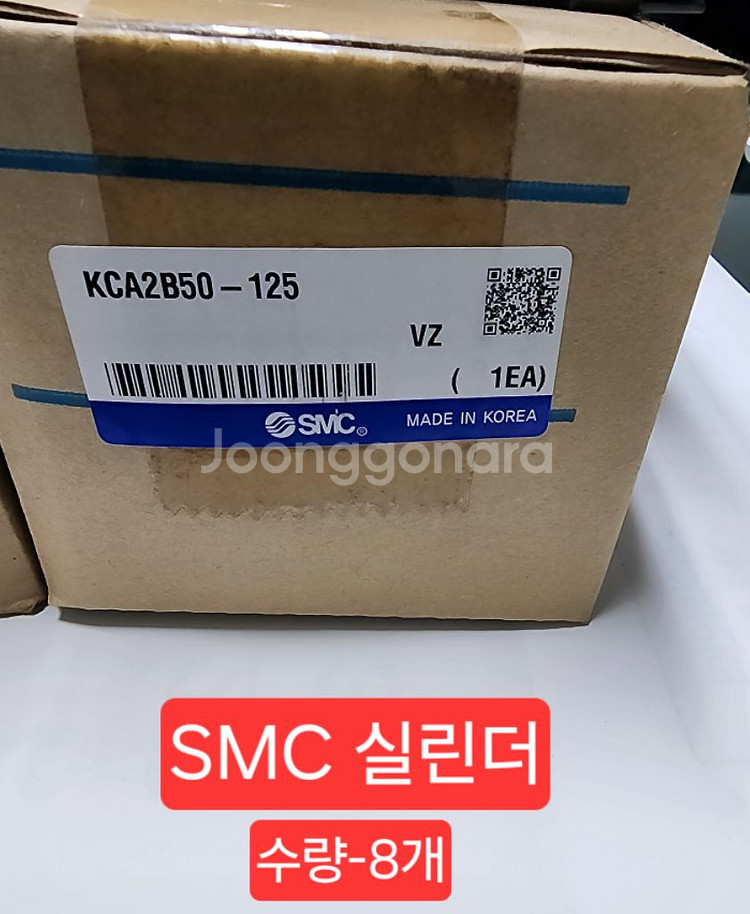 KCA2B50-125
VZ
( 1EA)
SMC®
MADE IN KOREA
Joonggonara
SMC 실린더
수량-8개